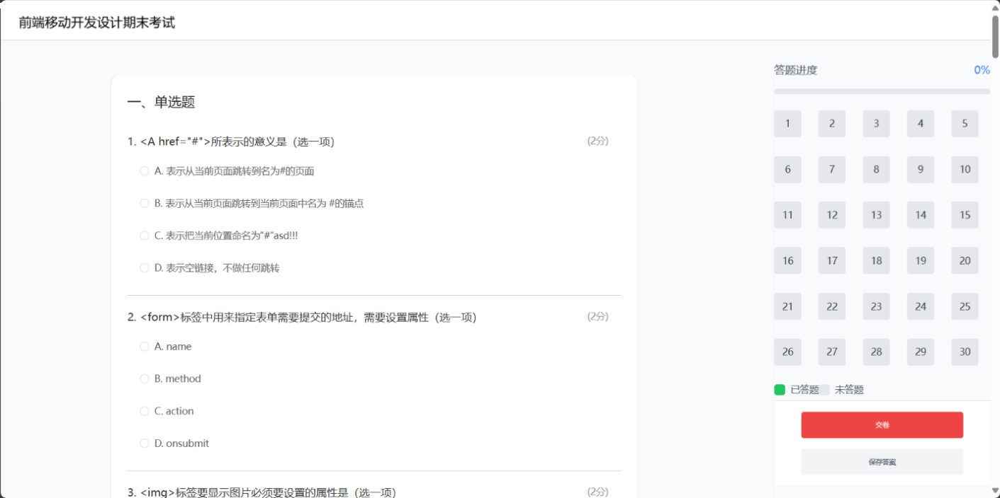 前端移动开发设计期末考试
答题进度 0%
一、单选题
1. <A href="#">所表示的意义是（选一项） (2分)
A. 表示从当前页面跳转到名为#的页面
B. 表示从当前页面跳转到当前页面中名为 #的锚点
C. 表示把当前位置命名为"#"asd!!!
D. 表示空链接，不做任何跳转
2. <form>标签中用来指定表单需要提交的地址，需要设置属性（选一项） (2分)
A. name
B. method
C. action
D. onsubmit
3. <img>标签要显示图片必须要设置的属性是（选一项） (2分)
1 2 3 4 5
6 7 8 9 10
11 12 13 14 15
16 17 18 19 20
21 22 23 24 25
26 27 28 29 30
已答题 未答题
交卷
保存答案